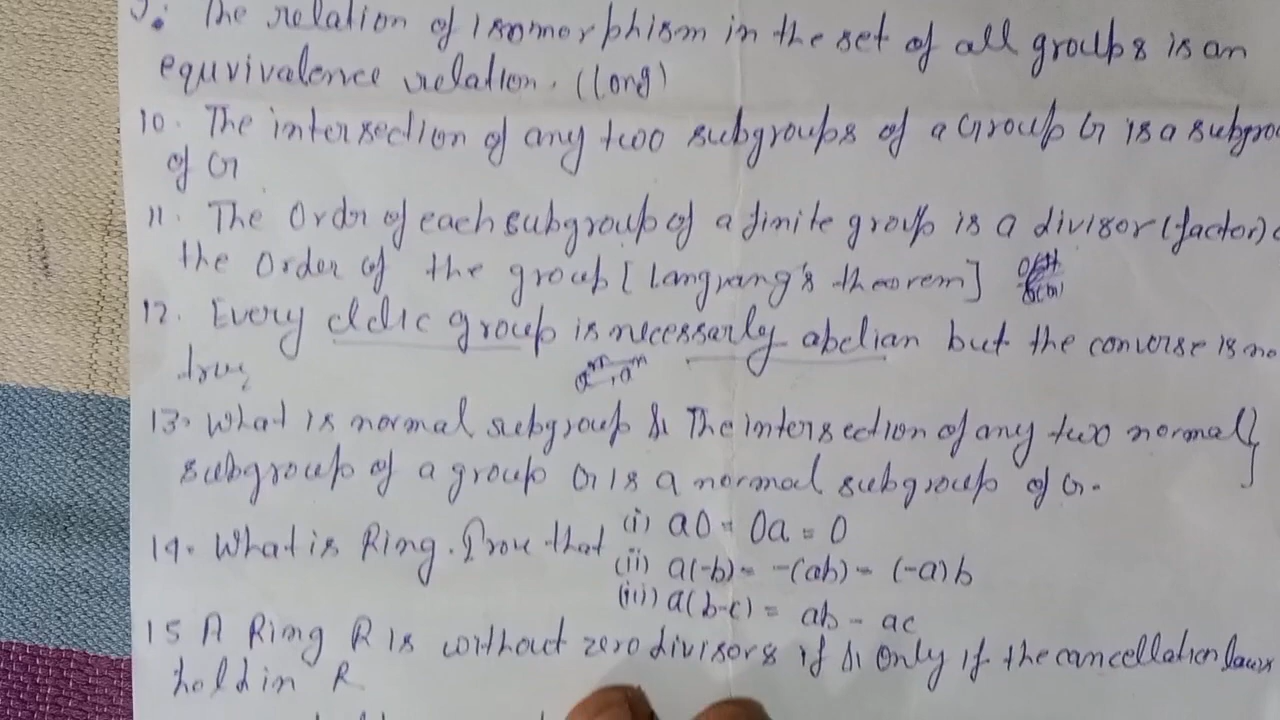 9. The relation of isomorphism in the set of all groups is an
equvivalence relation. (long)
10. The intersection of any two subgroups of a Group G is a subgro
of G
11. The Order of each subgroup of a finite group is a divisor (factor) o
the Order of the group [Langrang's theorem]
12. Every clclic group is necessarly abelian but the converse is no
true
a^m . a^n
13. What is normal subgroup & The intersection of any two normal
subgroup of a group G is a normal subgroup of G.
14. What is Ring. Prove that (i) a0 = 0a = 0
(ii) a(-b) = -(ab) = (-a)b
(iii) a(b-c) = ab - ac
15 A Ring R is without zero divisors if & only if the cancellation laws
hold in R